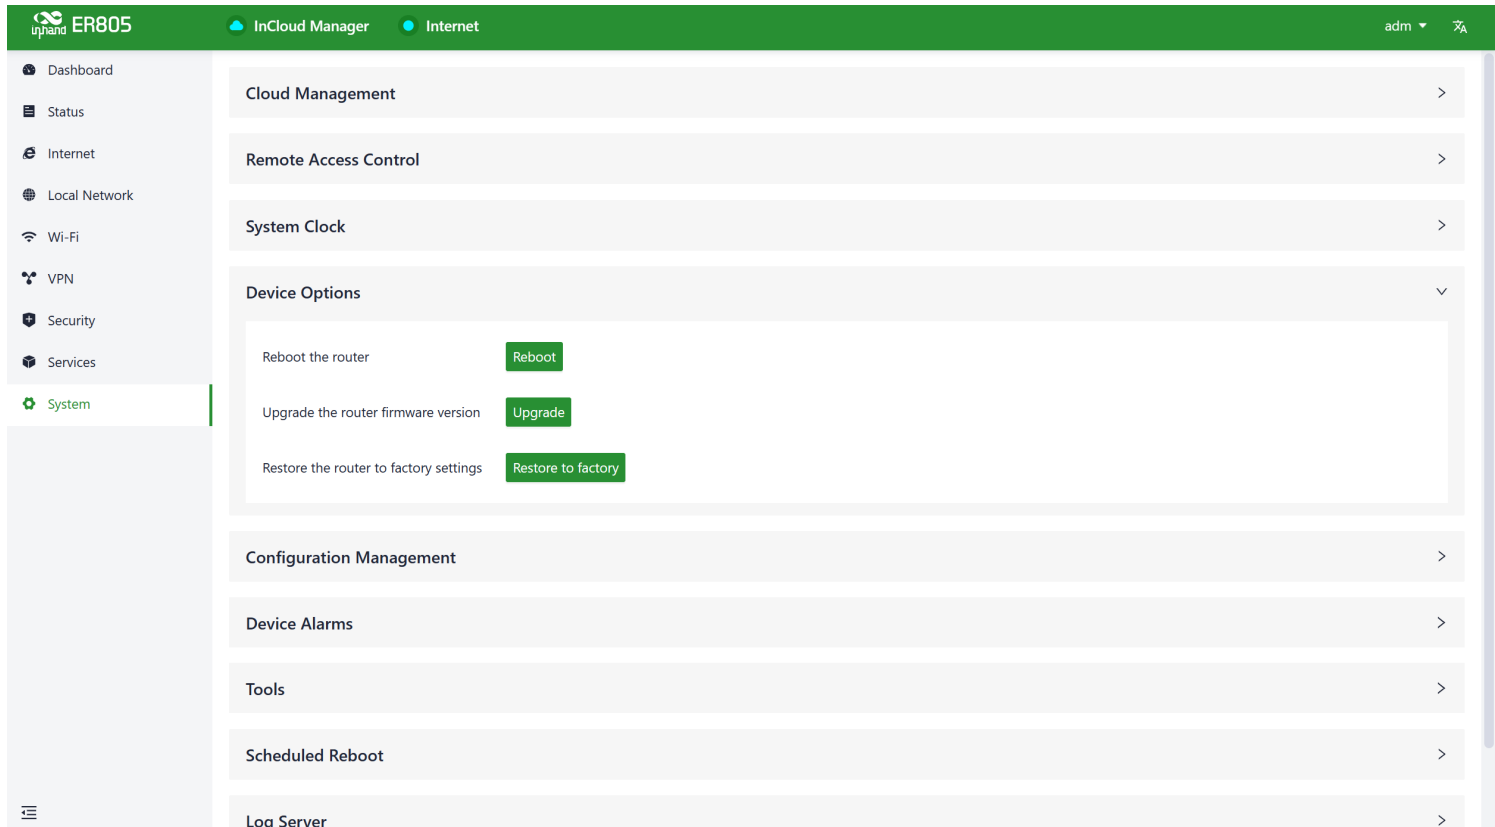 inhand ER805
InCloud Manager
Internet
adm
Dashboard
Status
Internet
Local Network
Wi-Fi
VPN
Security
Services
System
Cloud Management
Remote Access Control
System Clock
Device Options
Reboot the router
Reboot
Upgrade the router firmware version
Upgrade
Restore the router to factory settings
Restore to factory
Configuration Management
Device Alarms
Tools
Scheduled Reboot
Log Server